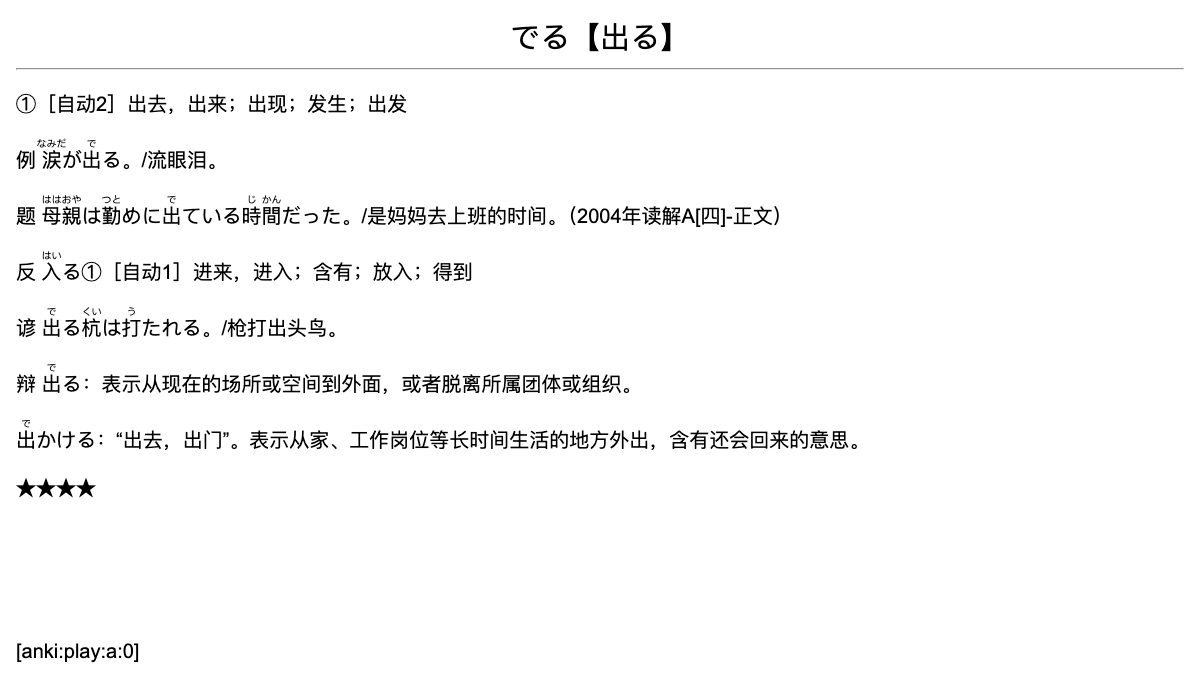 でる【出る】
①［自动2］出去，出来；出现；发生；出发
例 涙が出る。/流眼泪。
题 母親は勤めに出ている時間だった。/是妈妈去上班的时间。（2004年读解A[四]-正文）
反 入る①［自动1］进来，进入；含有；放入；得到
谚 出る杭は打たれる。/枪打出头鸟。
辩 出る：表示从现在的场所或空间到外面，或者脱离所属团体或组织。
出かける：“出去，出门”。表示从家、工作岗位等长时间生活的地方外出，含有还会回来的意思。
★★★★
[anki:play:a:0]